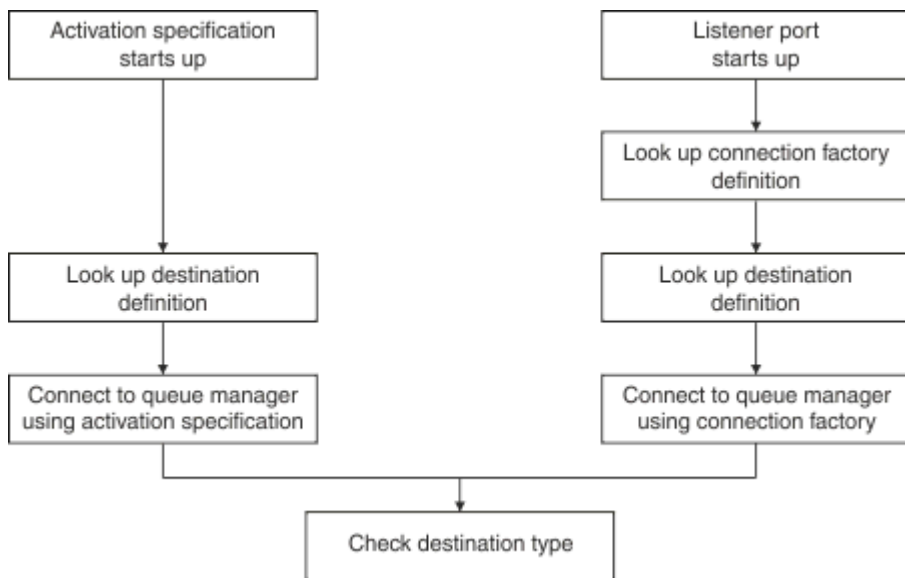 Activation specification
starts up
Listener port
starts up
Look up connection factory
definition
Look up destination
definition
Look up destination
definition
Connect to queue manager
using activation specification
Connect to queue manager
using connection factory
Check destination type